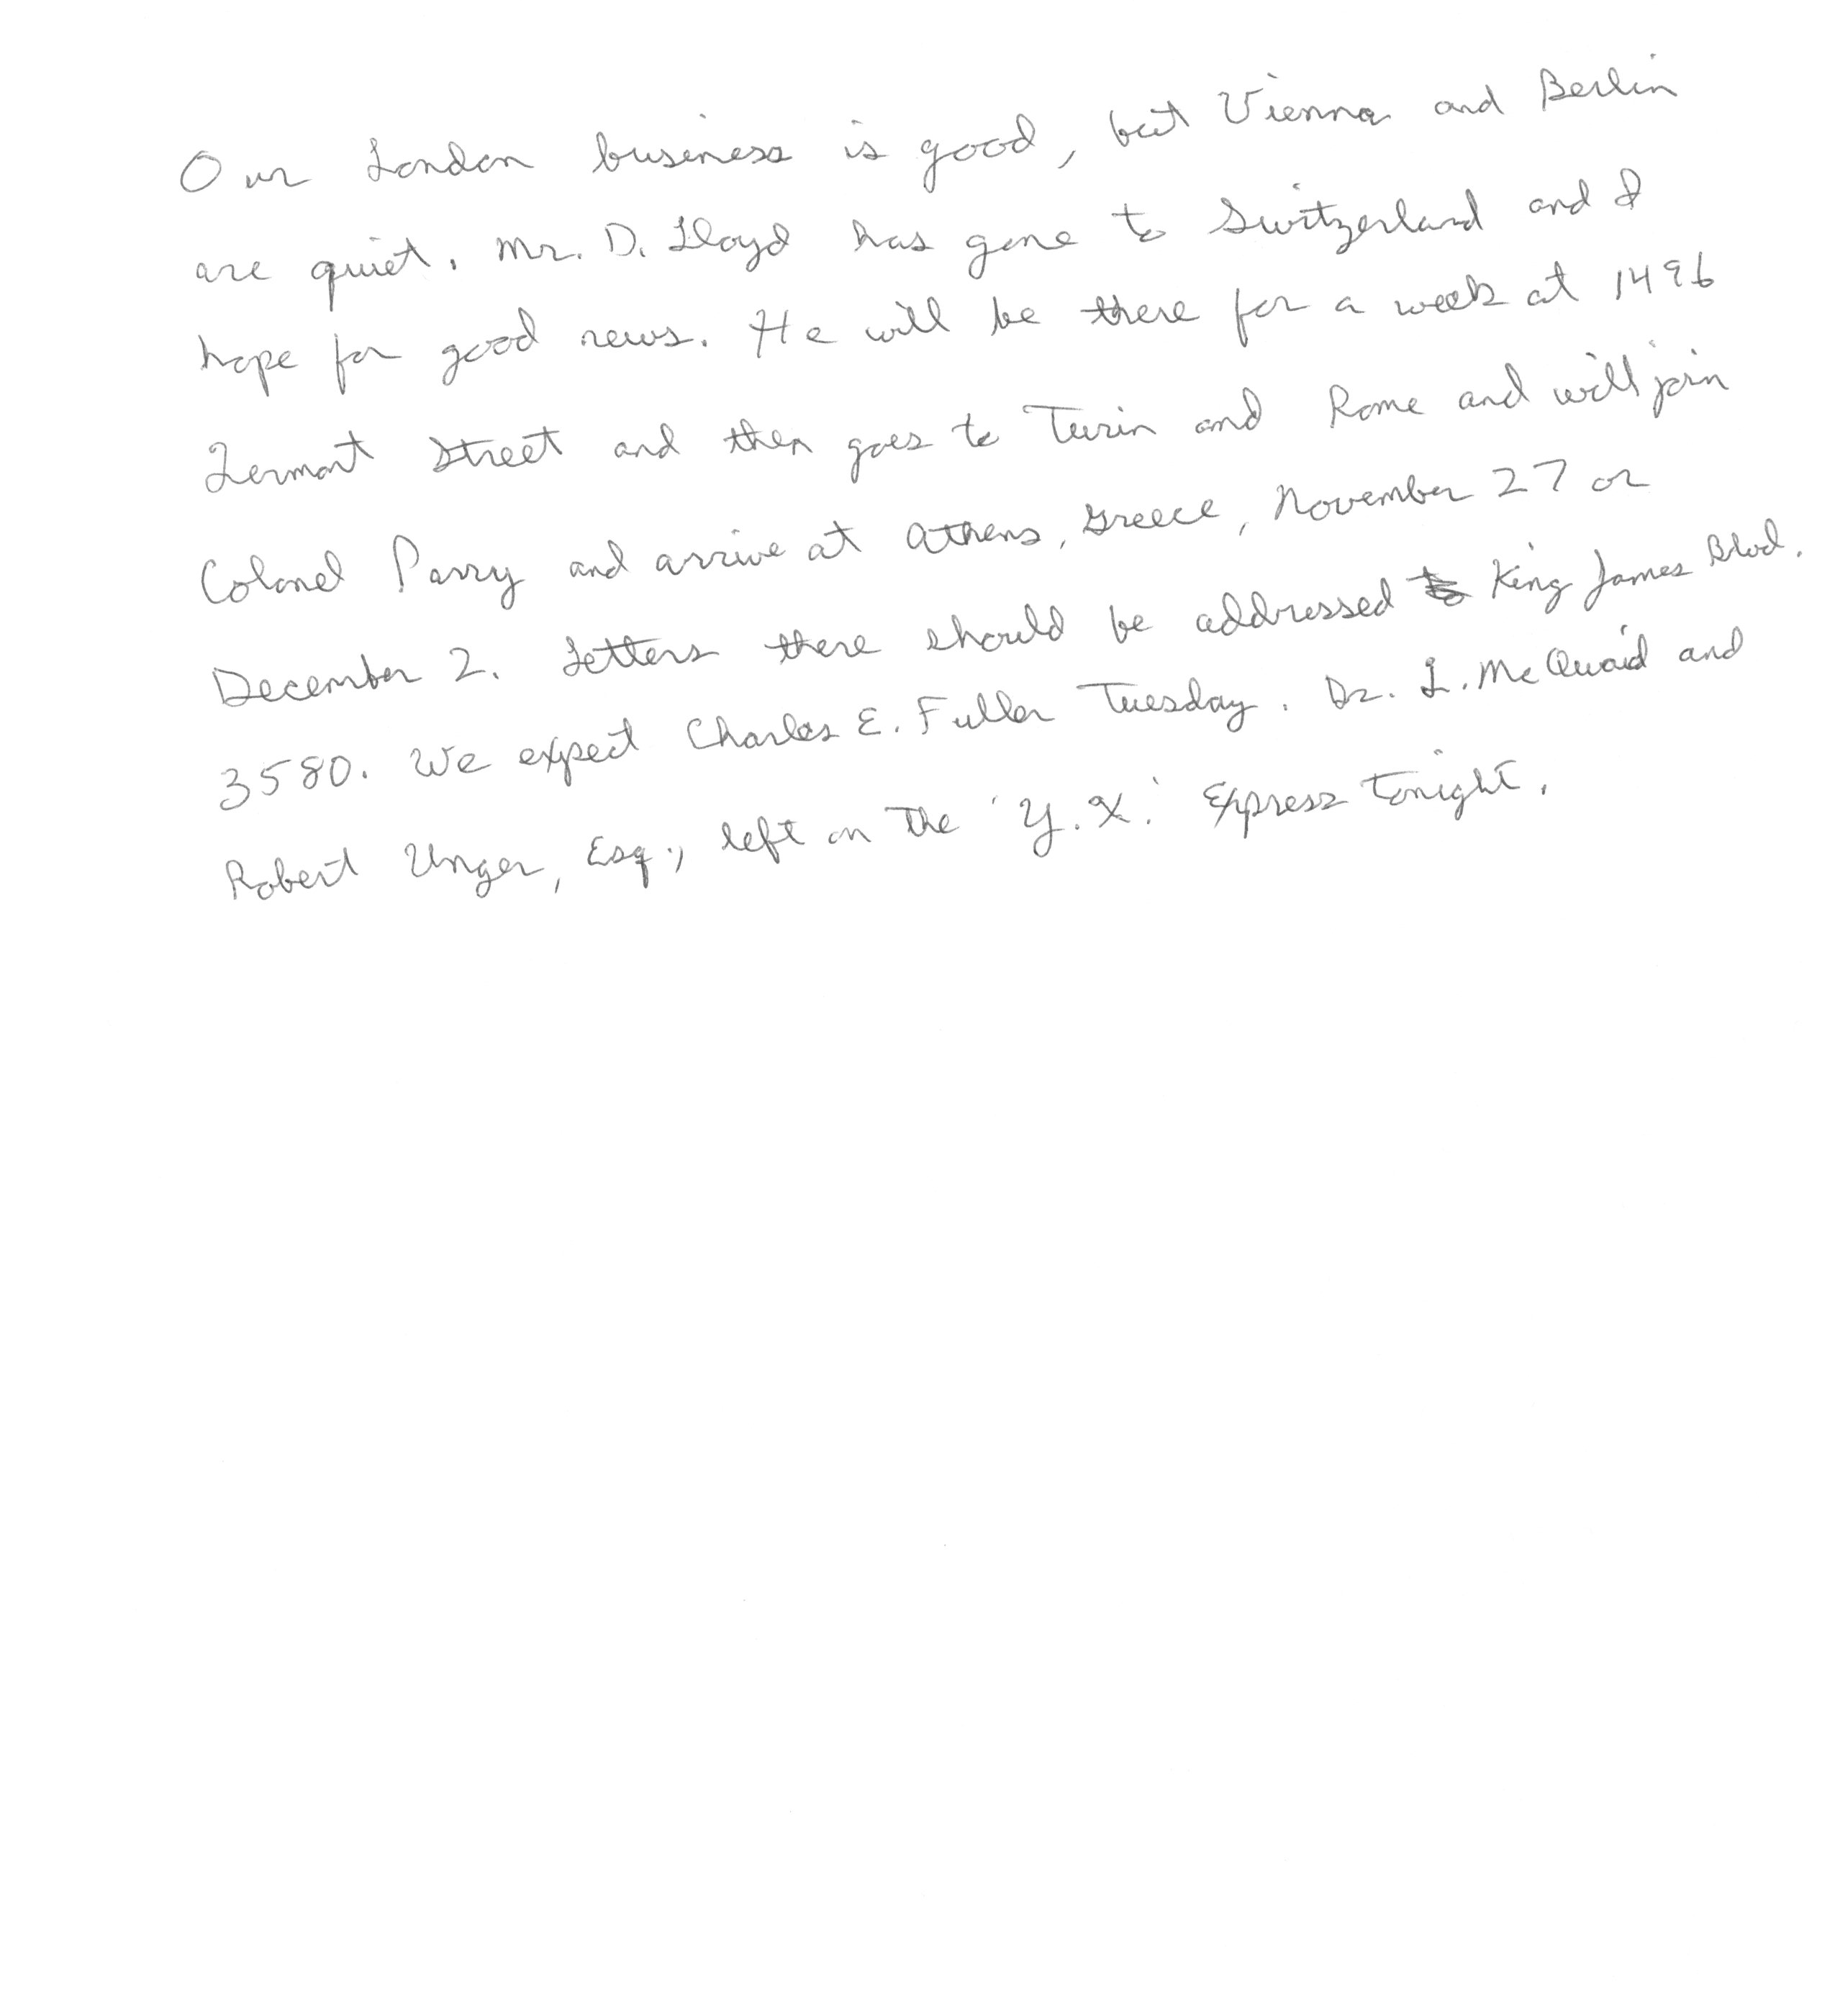 Our London business is good, but Vienna and Berlin
are quiet. Mr. D. Lloyd has gone to Switzerland and I
hope for good news. He will be there for a week at 1496
Zermott Street and then goes to Turin and Rome and will join
Colonel Parry and arrive at Athens, Greece, November 27 or
December 2. Letters there should be addressed to King James Blvd.
3580. We expect Charles E. Fuller Tuesday. Dr. L. McQuaid and
Robert Unger, Esq., left on the 'Y.X.' Express tonight.